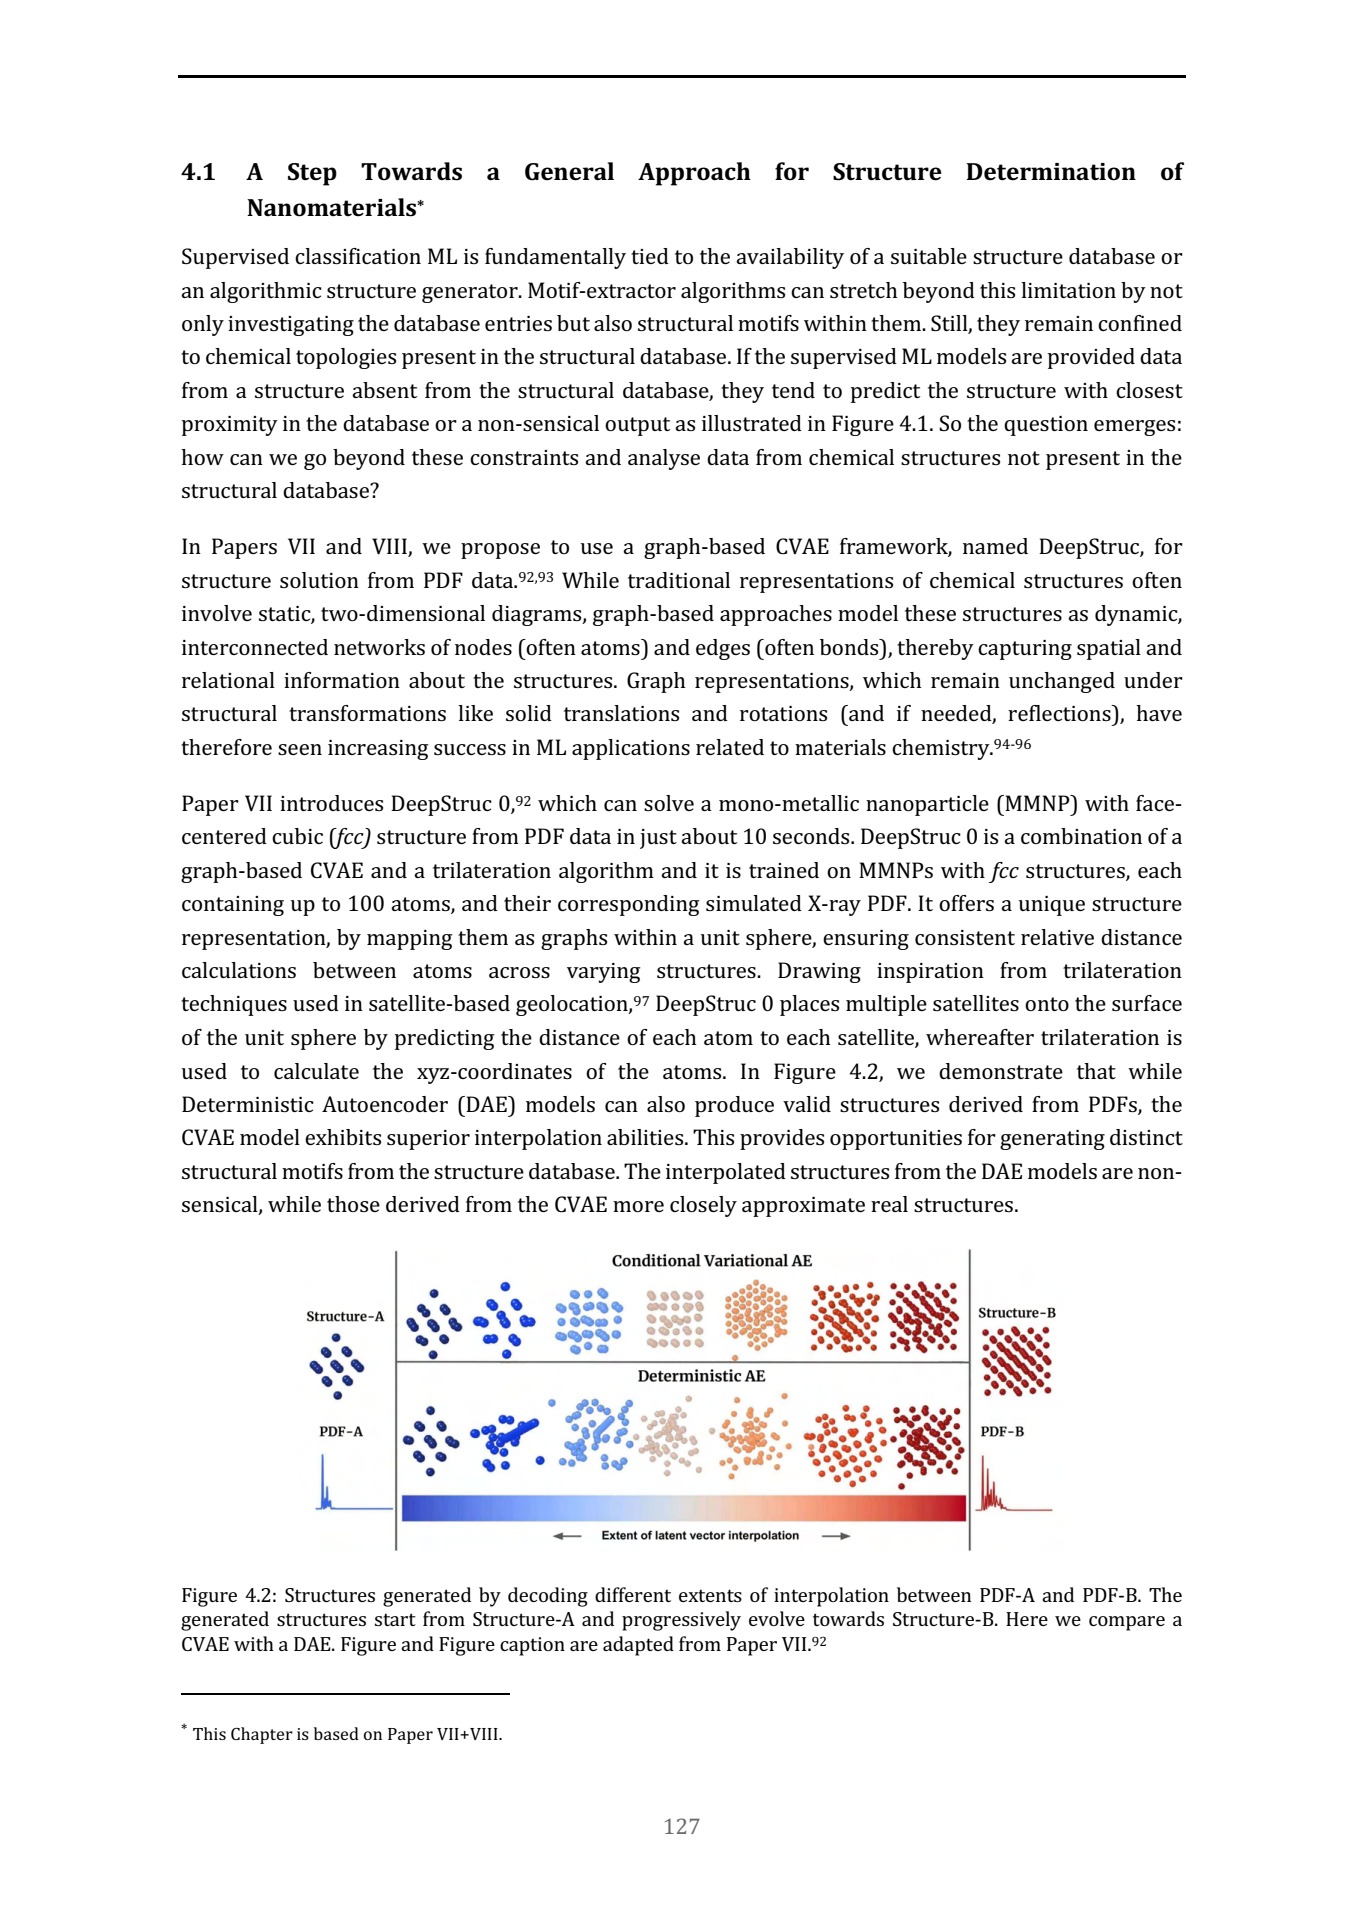 4.1 A Step Towards a General Approach for Structure Determination of
Nanomaterials*
Supervised classification ML is fundamentally tied to the availability of a suitable structure database or
an algorithmic structure generator. Motif-extractor algorithms can stretch beyond this limitation by not
only investigating the database entries but also structural motifs within them. Still, they remain confined
to chemical topologies present in the structural database. If the supervised ML models are provided data
from a structure absent from the structural database, they tend to predict the structure with closest
proximity in the database or a non-sensical output as illustrated in Figure 4.1. So the question emerges:
how can we go beyond these constraints and analyse data from chemical structures not present in the
structural database?
In Papers VII and VIII, we propose to use a graph-based CVAE framework, named DeepStruc, for
structure solution from PDF data.92,93 While traditional representations of chemical structures often
involve static, two-dimensional diagrams, graph-based approaches model these structures as dynamic,
interconnected networks of nodes (often atoms) and edges (often bonds), thereby capturing spatial and
relational information about the structures. Graph representations, which remain unchanged under
structural transformations like solid translations and rotations (and if needed, reflections), have
therefore seen increasing success in ML applications related to materials chemistry.94-96
Paper VII introduces DeepStruc 0,92 which can solve a mono-metallic nanoparticle (MMNP) with face-
centered cubic (fcc) structure from PDF data in just about 10 seconds. DeepStruc 0 is a combination of a
graph-based CVAE and a trilateration algorithm and it is trained on MMNPs with fcc structures, each
containing up to 100 atoms, and their corresponding simulated X-ray PDF. It offers a unique structure
representation, by mapping them as graphs within a unit sphere, ensuring consistent relative distance
calculations between atoms across varying structures. Drawing inspiration from trilateration
techniques used in satellite-based geolocation,97 DeepStruc 0 places multiple satellites onto the surface
of the unit sphere by predicting the distance of each atom to each satellite, whereafter trilateration is
used to calculate the xyz-coordinates of the atoms. In Figure 4.2, we demonstrate that while
Deterministic Autoencoder (DAE) models can also produce valid structures derived from PDFs, the
CVAE model exhibits superior interpolation abilities. This provides opportunities for generating distinct
structural motifs from the structure database. The interpolated structures from the DAE models are non-
sensical, while those derived from the CVAE more closely approximate real structures.
Conditional Variational AE
Structure-A
Structure-B
Deterministic AE
PDF-A
PDF-B
Extent of latent vector interpolation
Figure 4.2: Structures generated by decoding different extents of interpolation between PDF-A and PDF-B. The
generated structures start from Structure-A and progressively evolve towards Structure-B. Here we compare a
CVAE with a DAE. Figure and Figure caption are adapted from Paper VII.92
* This Chapter is based on Paper VII+VIII.
127